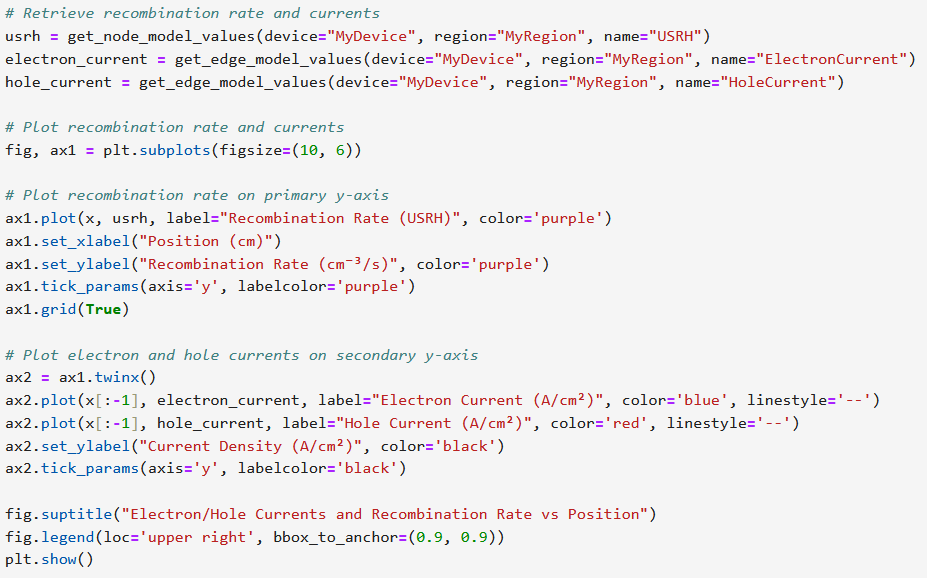 # Retrieve recombination rate and currents
usrh = get_node_model_values(device="MyDevice", region="MyRegion", name="USRH")
electron_current = get_edge_model_values(device="MyDevice", region="MyRegion", name="ElectronCurrent")
hole_current = get_edge_model_values(device="MyDevice", region="MyRegion", name="HoleCurrent")

# Plot recombination rate and currents
fig, ax1 = plt.subplots(figsize=(10, 6))

# Plot recombination rate on primary y-axis
ax1.plot(x, usrh, label="Recombination Rate (USRH)", color='purple')
ax1.set_xlabel("Position (cm)")
ax1.set_ylabel("Recombination Rate (cm⁻³/s)", color='purple')
ax1.tick_params(axis='y', labelcolor='purple')
ax1.grid(True)

# Plot electron and hole currents on secondary y-axis
ax2 = ax1.twinx()
ax2.plot(x[:-1], electron_current, label="Electron Current (A/cm²)", color='blue', linestyle='--')
ax2.plot(x[:-1], hole_current, label="Hole Current (A/cm²)", color='red', linestyle='--')
ax2.set_ylabel("Current Density (A/cm²)", color='black')
ax2.tick_params(axis='y', labelcolor='black')

fig.suptitle("Electron/Hole Currents and Recombination Rate vs Position")
fig.legend(loc='upper right', bbox_to_anchor=(0.9, 0.9))
plt.show()